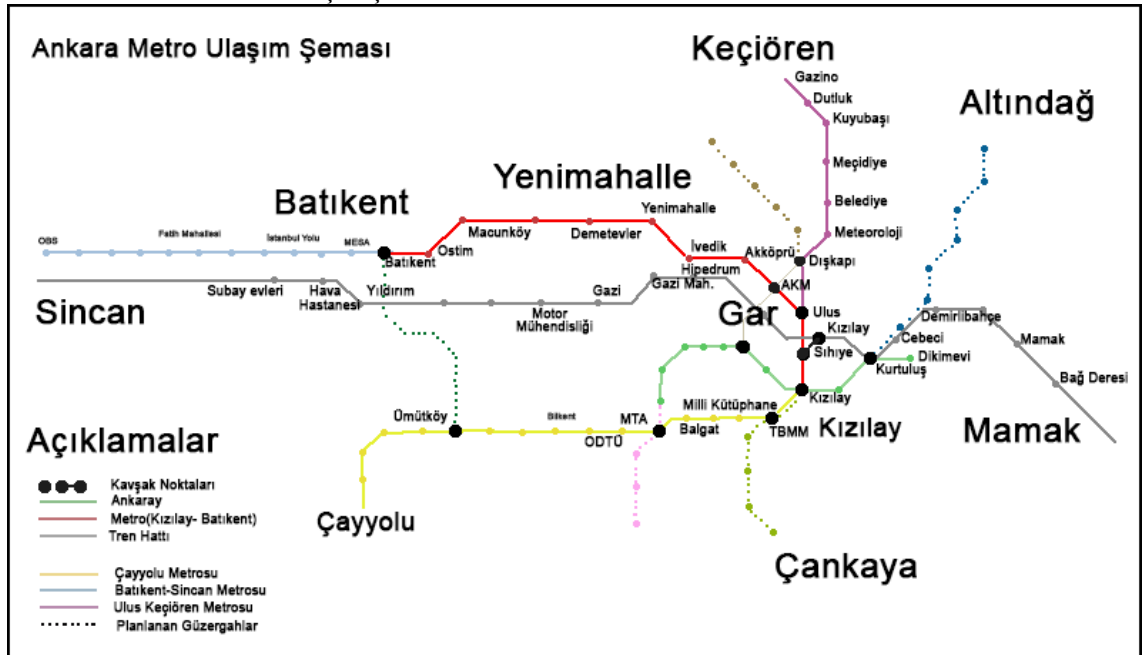 Ankara Metro Ulaşım Şeması
Keçiören
Gazino
Dutluk
Kuyubaşı
Altındağ
Meçidiye
Yenimahalle
Batıkent
Belediye
Yenimahalle
Macunköy
Demetevler
Meteoroloji
OBS
Fatih Mahallesi
İstanbul Yolu
MESA
Batıkent
Ostim
İvedik
Akköprü
Dışkapı
Hipedrum
Gazi Mah.
Subay evleri
Hava
Hastanesi
Yıldırım
Gazi
AKM
Sincan
Motor
Mühendisliği
Gar
Ulus
Demirlibahçe
Kızılay
Cebeci
Mamak
Sıhıye
Dikimevi
Kurtuluş
Bağ Deresi
Kızılay
Ümütköy
Bilkent
MTA
Milli Kütüphane
ODTÜ
Balgat
TBMM
Kızılay
Mamak
Açıklamalar
Çayyolu
Çankaya
Kavşak Noktaları
Ankaray
Metro(Kızılay- Batıkent)
Tren Hattı
Çayyolu Metrosu
Batıkent-Sincan Metrosu
Ulus Keçiören Metrosu
Planlanan Güzergahlar